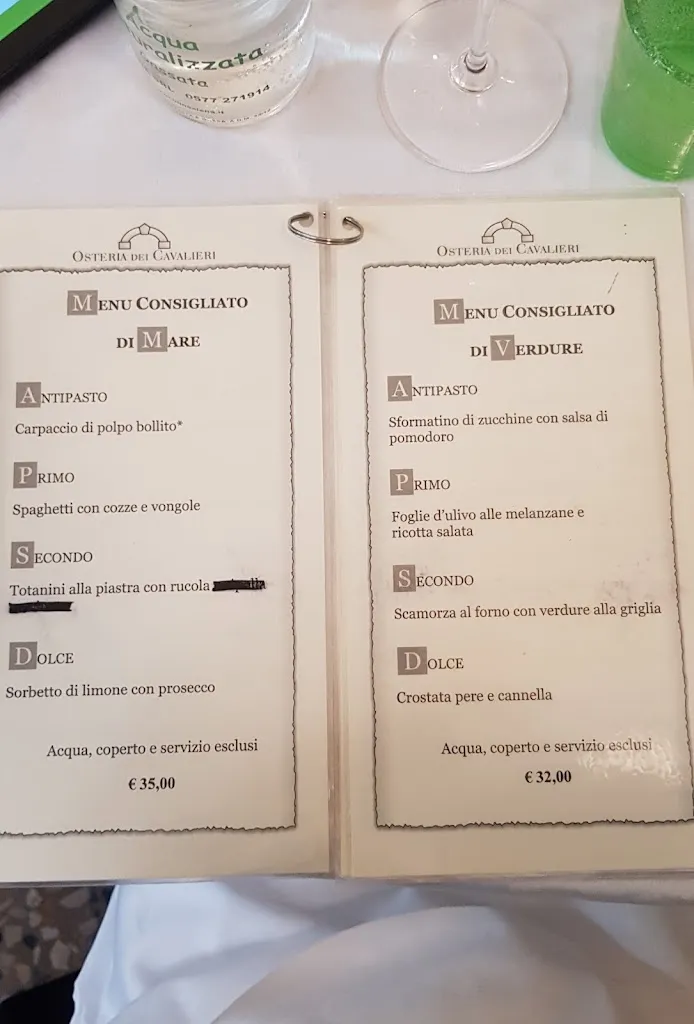 Acqua
gassata
0577 271914
OSTERIA DEI CAVALIERI
MENU CONSIGLIATO
DI MARE
ANTIPASTO
Carpaccio di polpo bollito*
PRIMO
Spaghetti con cozze e vongole
SECONDO
Totanini alla piastra con rucola
DOLCE
Sorbetto di limone con prosecco
Acqua, coperto e servizio esclusi
€ 35,00
OSTERIA DEI CAVALIERI
MENU CONSIGLIATO
DI VERDURE
ANTIPASTO
Sformatino di zucchine con salsa di
pomodoro
PRIMO
Foglie d'ulivo alle melanzane e
ricotta salata
SECONDO
Scamorza al forno con verdure alla griglia
DOLCE
Crostata pere e cannella
Acqua, coperto e servizio esclusi
€ 32,00